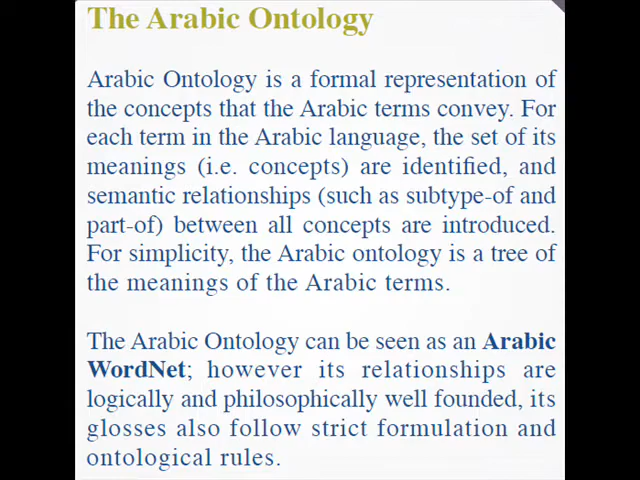 The Arabic Ontology
Arabic Ontology is a formal representation of
the concepts that the Arabic terms convey. For
each term in the Arabic language, the set of its
meanings (i.e. concepts) are identified, and
semantic relationships (such as subtype-of and
part-of) between all concepts are introduced.
For simplicity, the Arabic ontology is a tree of
the meanings of the Arabic terms.
The Arabic Ontology can be seen as an Arabic
WordNet; however its relationships are
logically and philosophically well founded, its
glosses also follow strict formulation and
ontological rules.